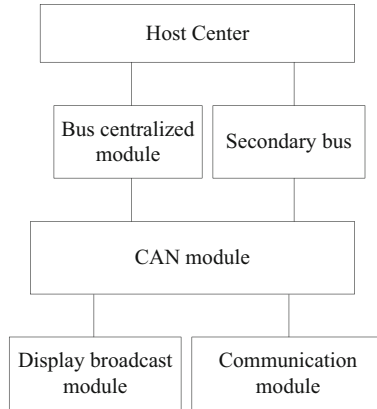 Host Center
Bus centralized
module
Secondary bus
CAN module
Display broadcast
module
Communication
module